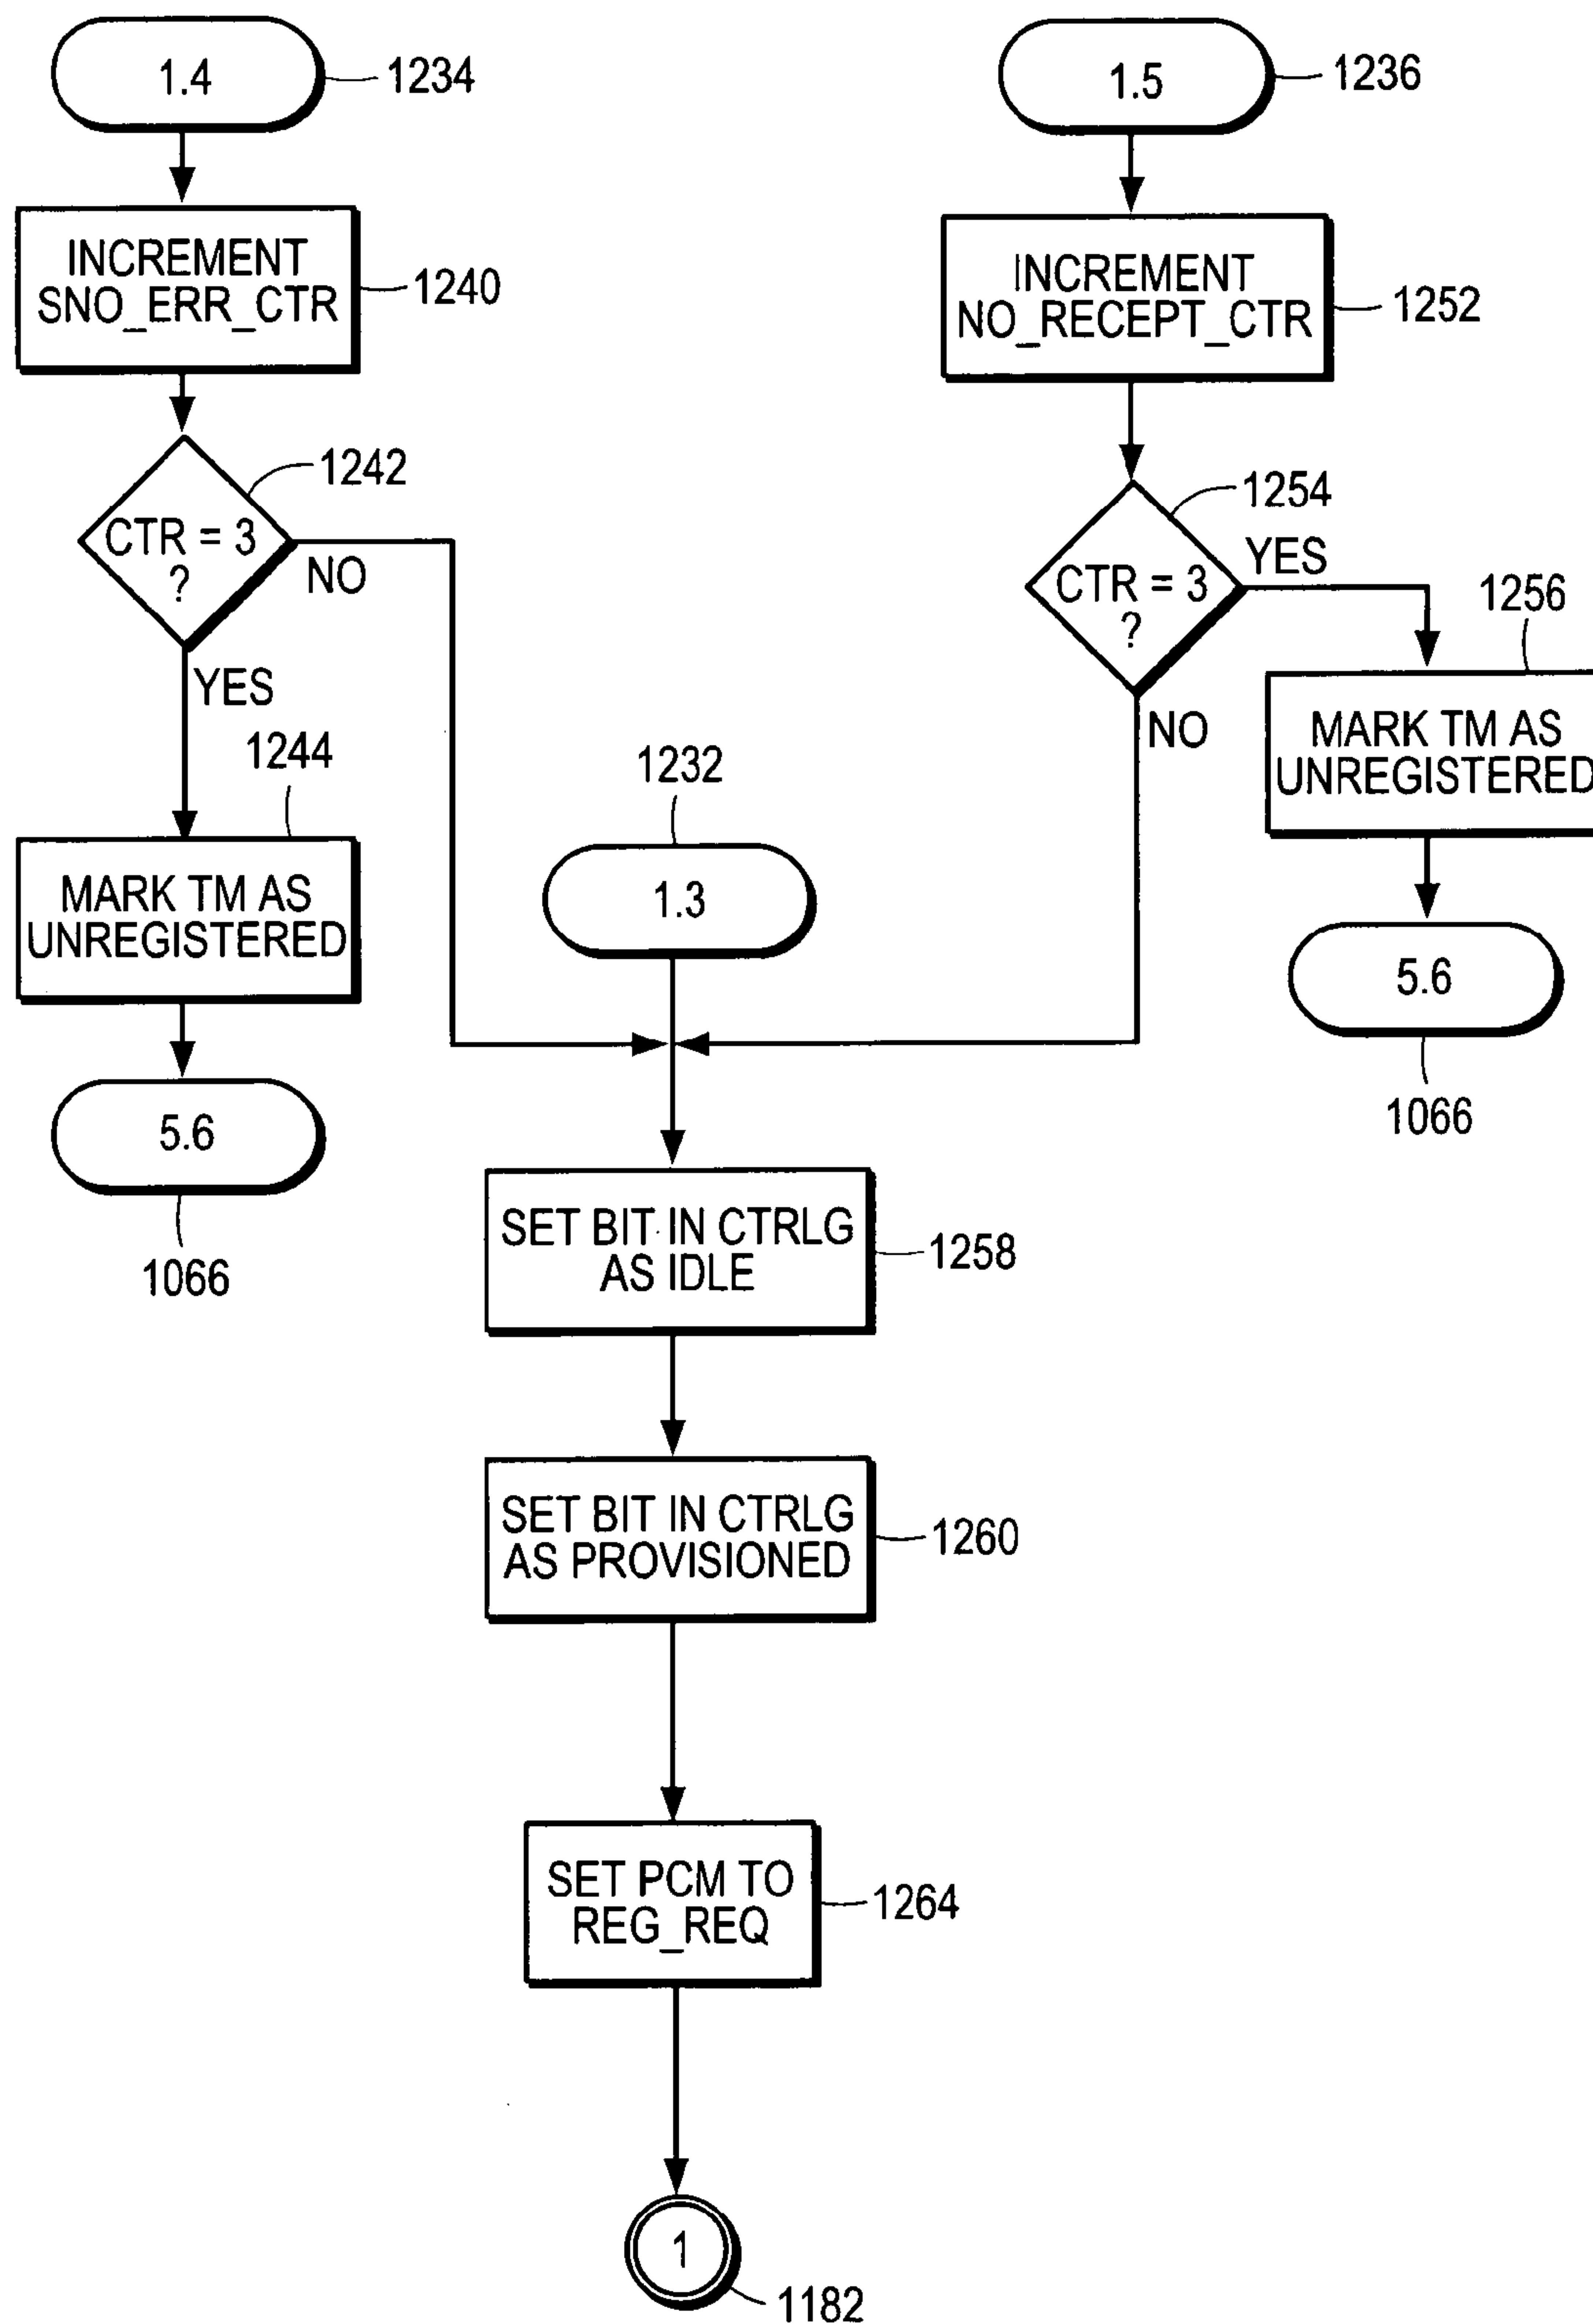 1.4
1234
INCREMENT
SNO_ERR_CTR
1240
1242
CTR = 3
?
NO
YES
1244
MARK TM AS
UNREGISTERED
5.6
1066
1.5
1236
INCREMENT
NO_RECEPT_CTR
1252
1254
CTR = 3
?
YES
NO
1256
MARK TM AS
UNREGISTERED
5.6
1066
1232
1.3
SET BIT IN CTRLG
AS IDLE
1258
SET BIT IN CTRLG
AS PROVISIONED
1260
SET PCM TO
REG_REQ
1264
1
1182